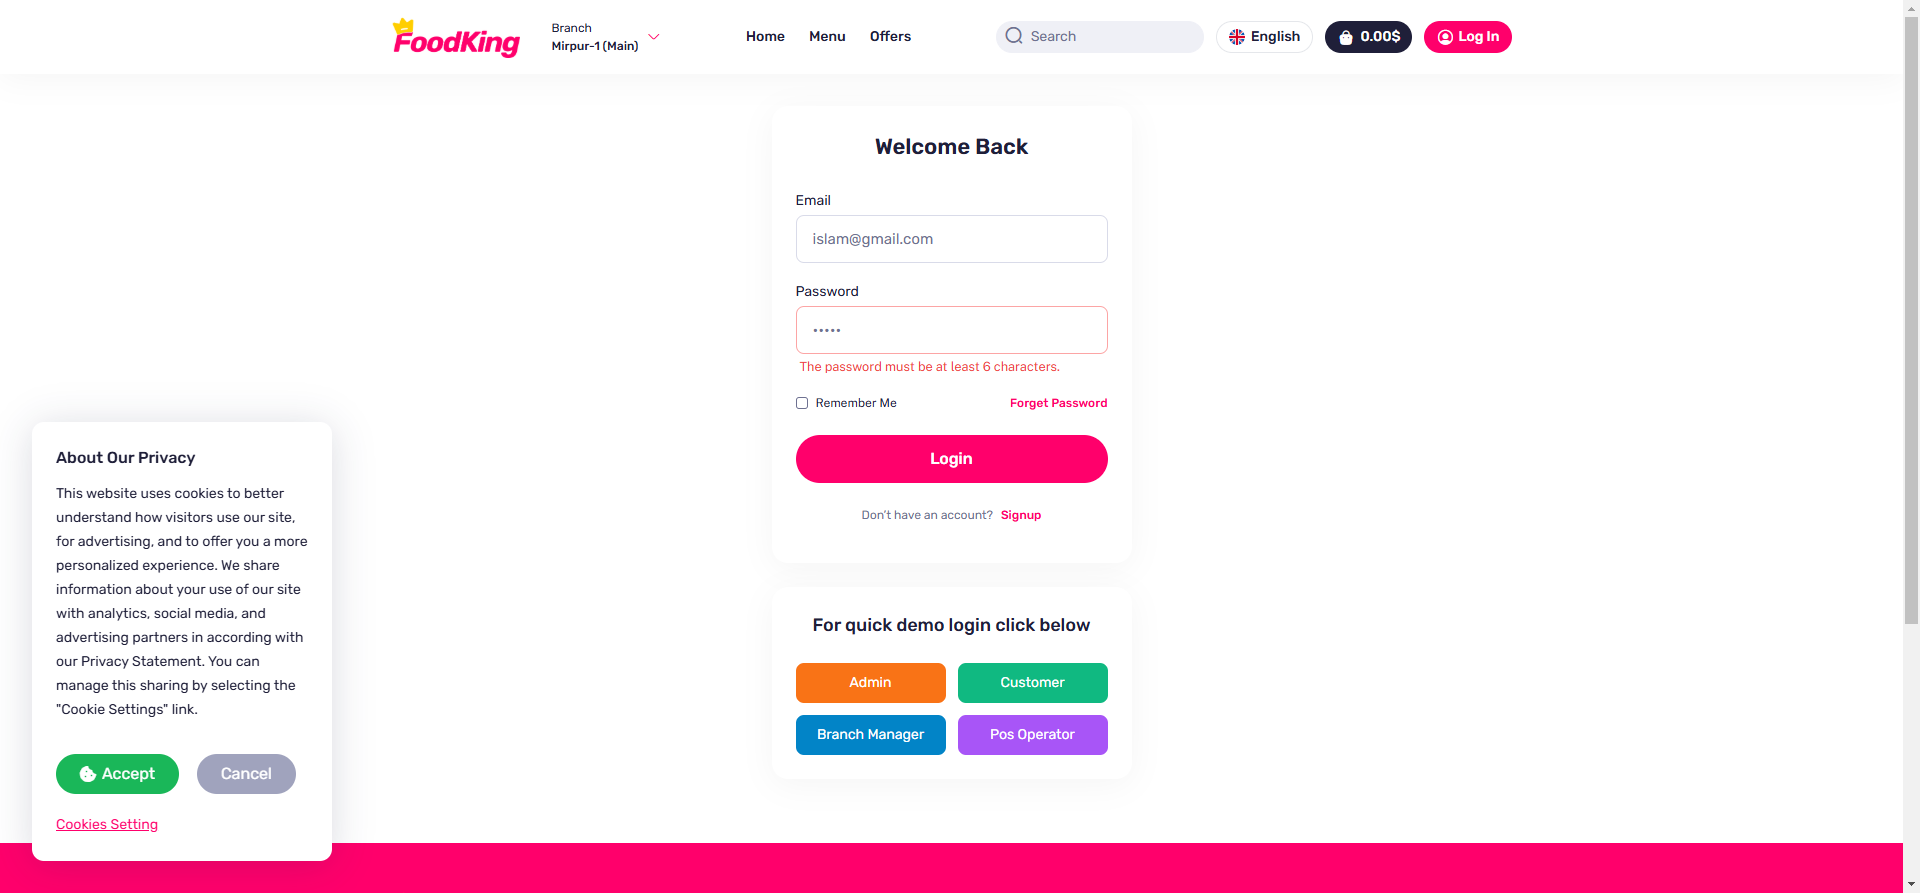 FoodKing
Branch
Mirpur-1 (Main)
Home
Menu
Offers
Search
English
0.00$
Log In
Welcome Back
Email
islam@gmail.com
Password
•••••
The password must be at least 6 characters.
Remember Me
Forget Password
Login
Don't have an account? Signup
For quick demo login click below
Admin
Customer
Branch Manager
Pos Operator
About Our Privacy
This website uses cookies to better
understand how visitors use our site,
for advertising, and to offer you a more
personalized experience. We share
information about your use of our site
with analytics, social media, and
advertising partners in according with
our Privacy Statement. You can
manage this sharing by selecting the
"Cookie Settings" link.
Accept
Cancel
Cookies Setting